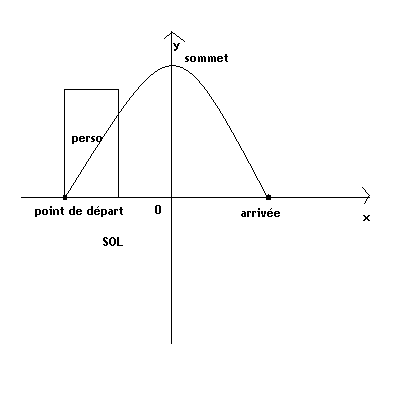 y
sommet
perso
point de départ
0
arrivée
x
SOL